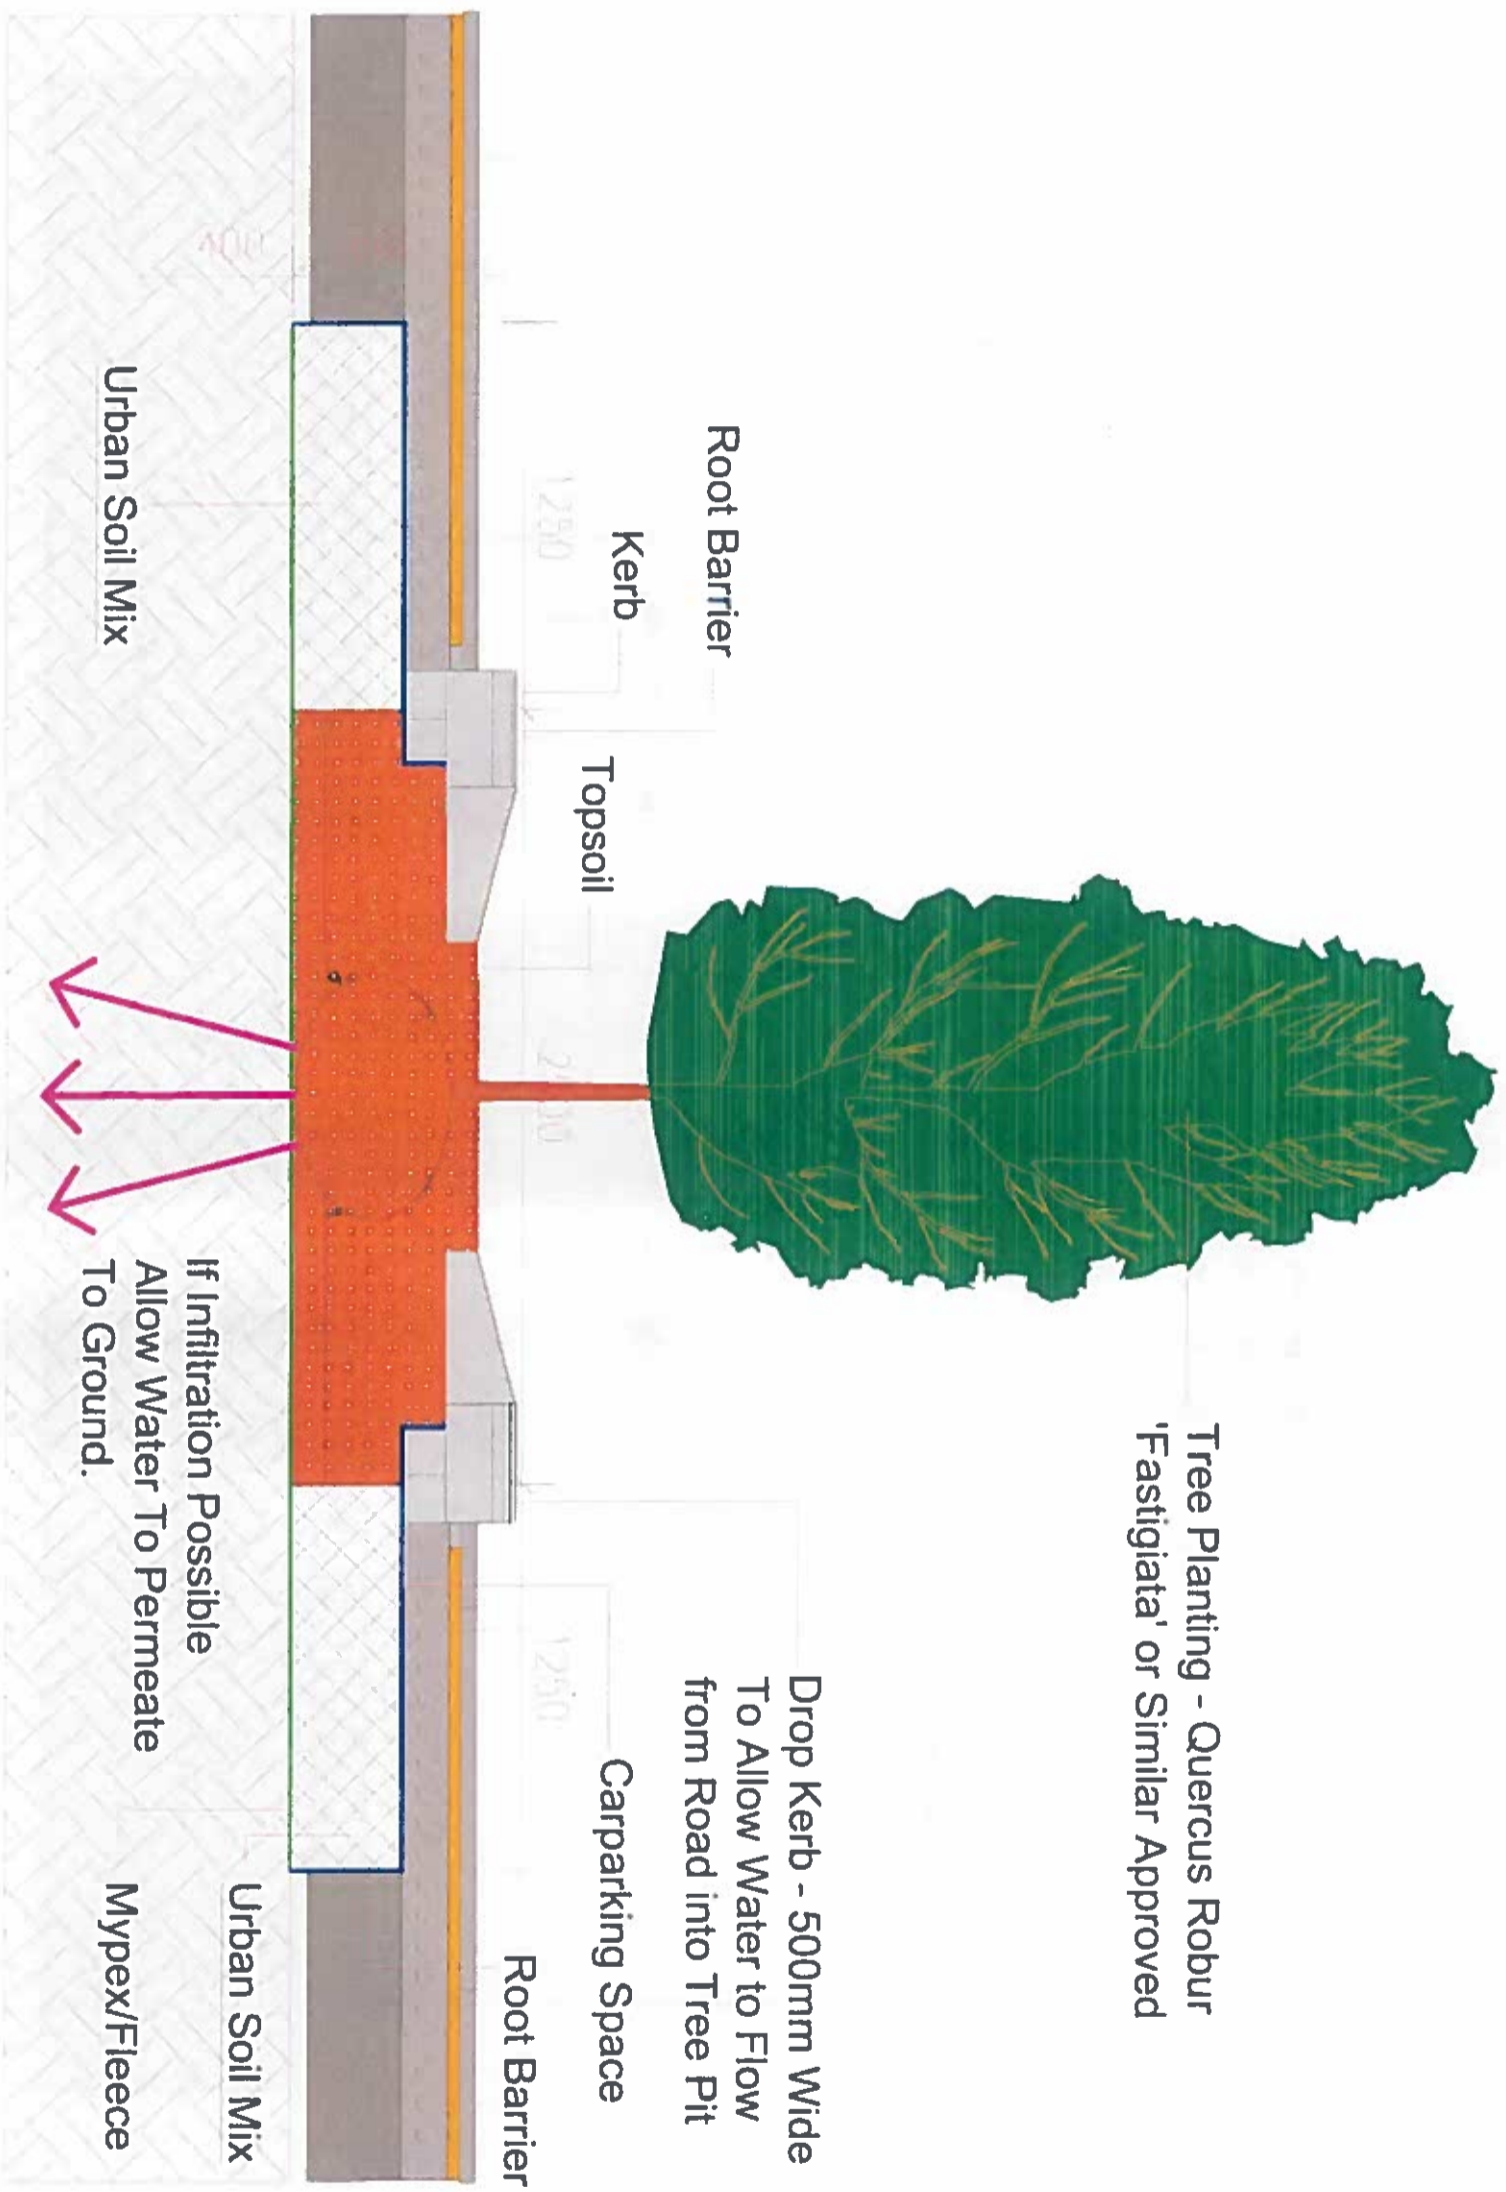 Tree Planting - Quercus Robur
'Fastigiata' or Similar Approved
Root Barrier
Kerb
Topsoil
Drop Kerb - 500mm Wide
To Allow Water to Flow
from Road into Tree Pit
Carparking Space
Root Barrier
1250
1250
400
Urban Soil Mix
If Infiltration Possible
Allow Water To Permeate
To Ground.
Urban Soil Mix
Mypex/Fleece